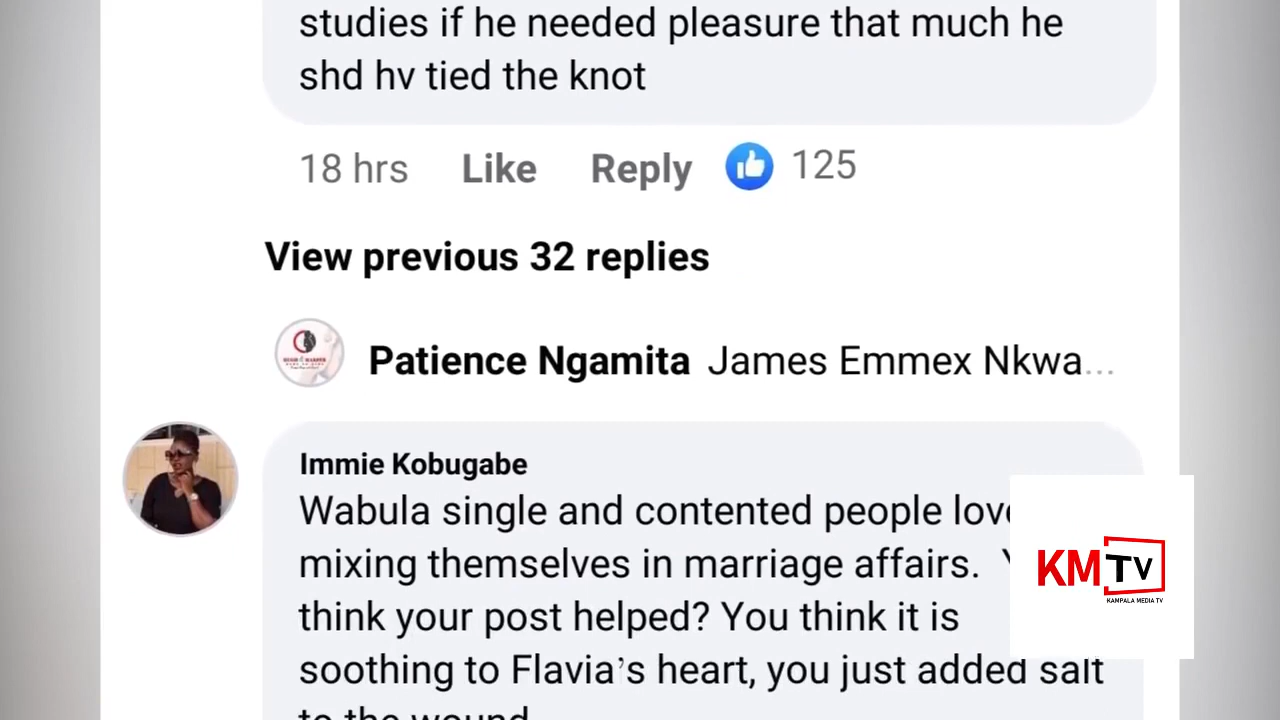 studies if he needed pleasure that much he
shd hv tied the knot
18 hrs Like Reply 125
View previous 32 replies
Patience Ngamita James Emmex Nkwa...
Immie Kobugabe
Wabula single and contented people love
mixing themselves in marriage affairs.
think your post helped? You think it is
soothing to Flavia's heart, you just added salt
to the wound
KMTV
KAMPALA MEDIA TV